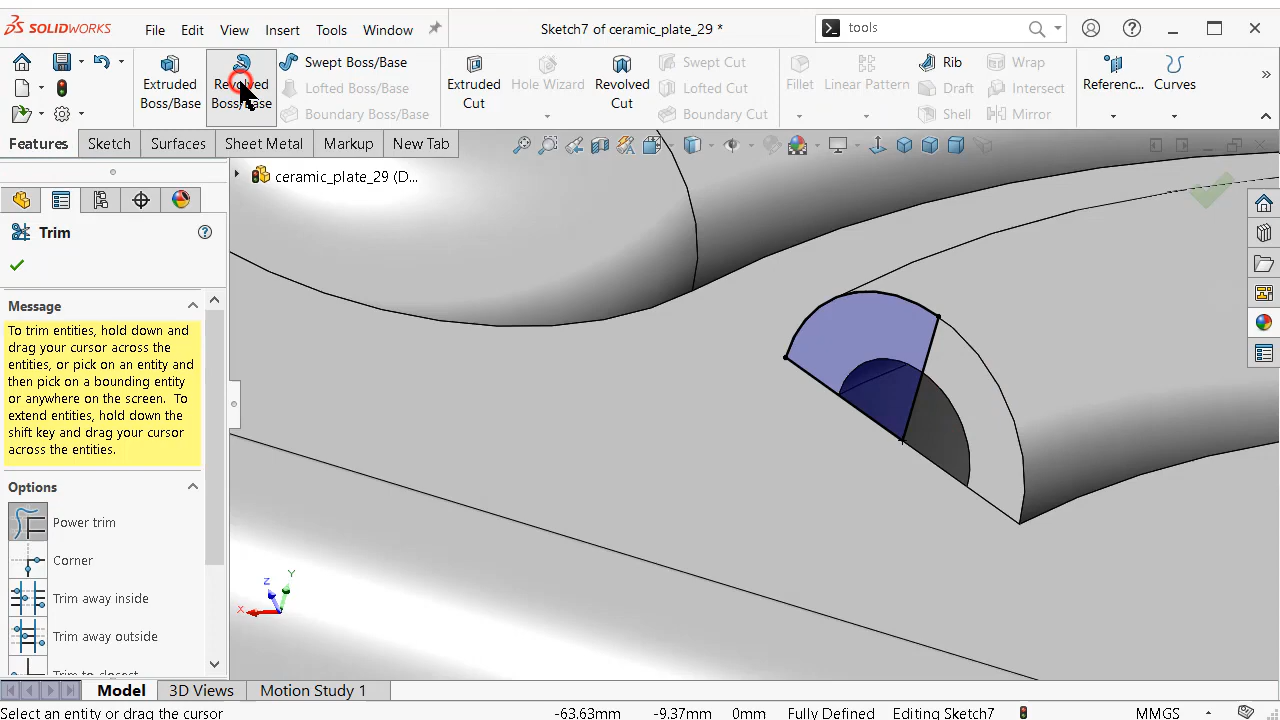 SOLIDWORKS
File Edit View Insert Tools Window
Sketch7 of ceramic_plate_29 *
tools
Extruded Boss/Base
Revolved Boss/Base
Swept Boss/Base
Lofted Boss/Base
Boundary Boss/Base
Extruded Cut
Hole Wizard
Revolved Cut
Swept Cut
Lofted Cut
Boundary Cut
Fillet
Linear Pattern
Rib
Draft
Shell
Wrap
Intersect
Mirror
Referenc...
Curves
Features Sketch Surfaces Sheet Metal Markup New Tab
ceramic_plate_29 (D...
Trim
Message
To trim entities, hold down and
drag your cursor across the
entities, or pick on an entity and
then pick on a bounding entity
or anywhere on the screen. To
extend entities, hold down the
shift key and drag your cursor
across the entities.
Options
Power trim
Corner
Trim away inside
Trim away outside
Trim to closest
Y
Z
X
Model 3D Views Motion Study 1
Select an entity or drag the cursor
-63.63mm -9.37mm 0mm Fully Defined Editing Sketch7 MMGS